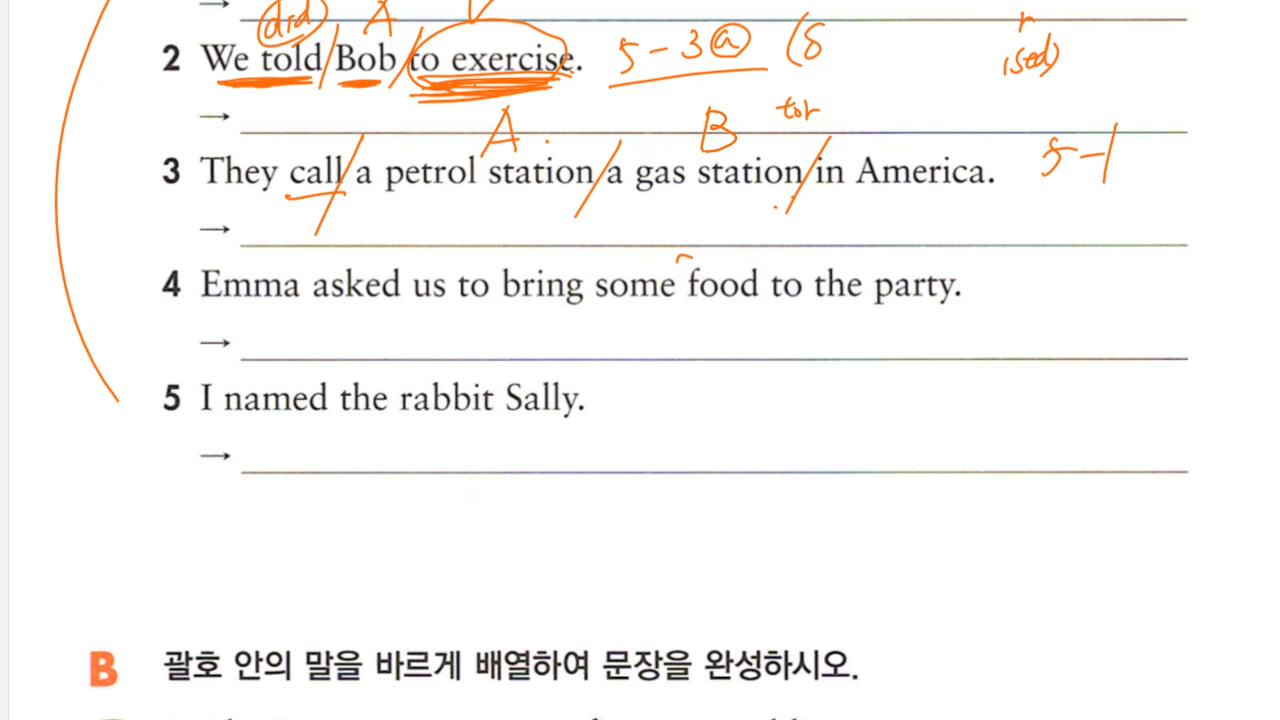 did A
2 We told / Bob / to exercise. 5-3ⓐ
→
A B
3 They call / a petrol station / a gas station / in America. 5-1
→
4 Emma asked us to bring some food to the party.
→
5 I named the rabbit Sally.
→
B 괄호 안의 말을 바르게 배열하여 문장을 완성하시오.